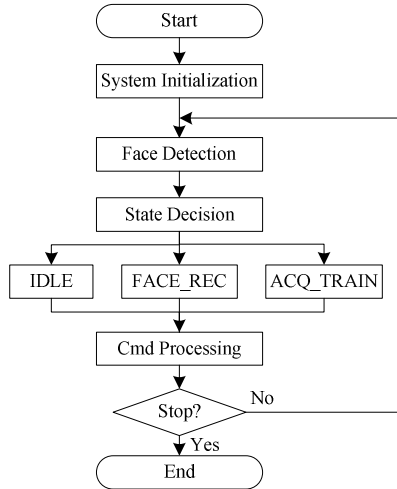 Start
System Initialization
Face Detection
State Decision
IDLE
FACE_REC
ACQ_TRAIN
Cmd Processing
Stop?
No
Yes
End